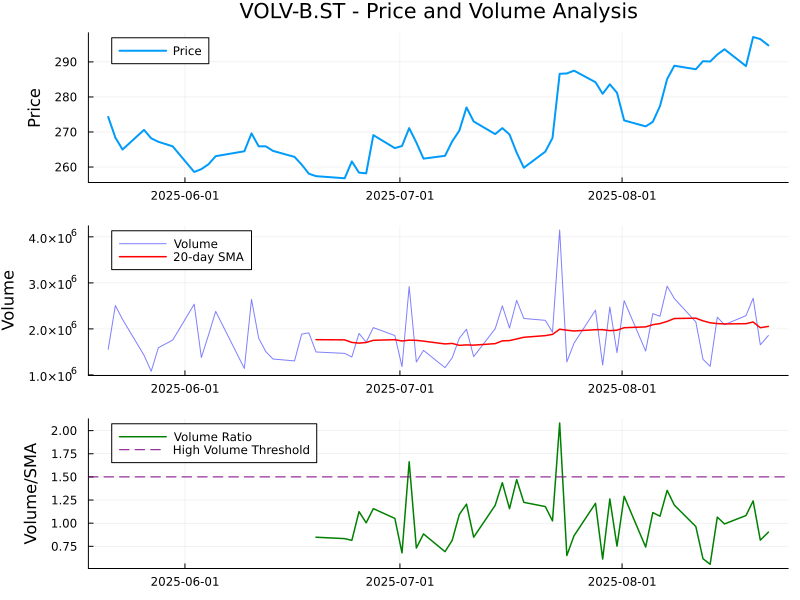 VOLV-B.ST - Price and Volume Analysis
Price
290
280
270
260
Price
2025-06-01 2025-07-01 2025-08-01
Volume
20-day SMA
4.0×10⁶
3.0×10⁶
2.0×10⁶
1.0×10⁶
Volume
2025-06-01 2025-07-01 2025-08-01
Volume Ratio
High Volume Threshold
2.00
1.75
1.50
1.25
1.00
0.75
Volume/SMA
2025-06-01 2025-07-01 2025-08-01